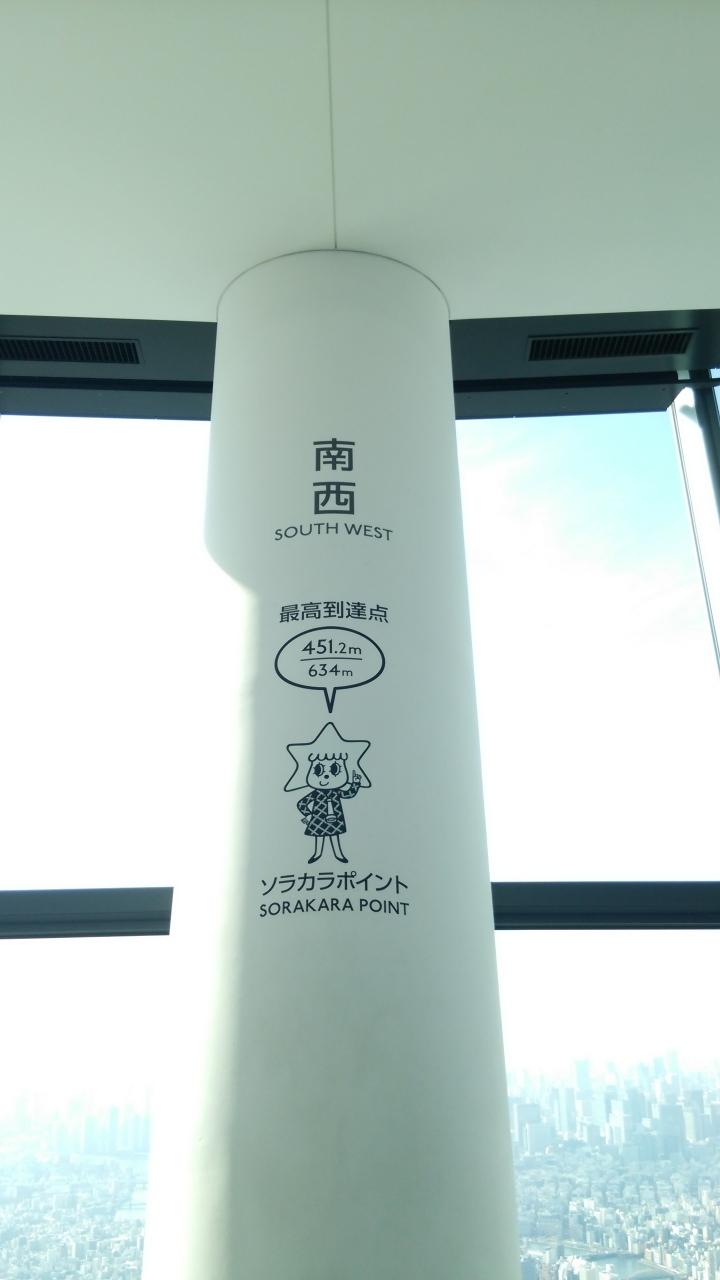 南
西
SOUTH WEST
最高到達点
451.2m
634m
ソラカラポイント
SORAKARA POINT